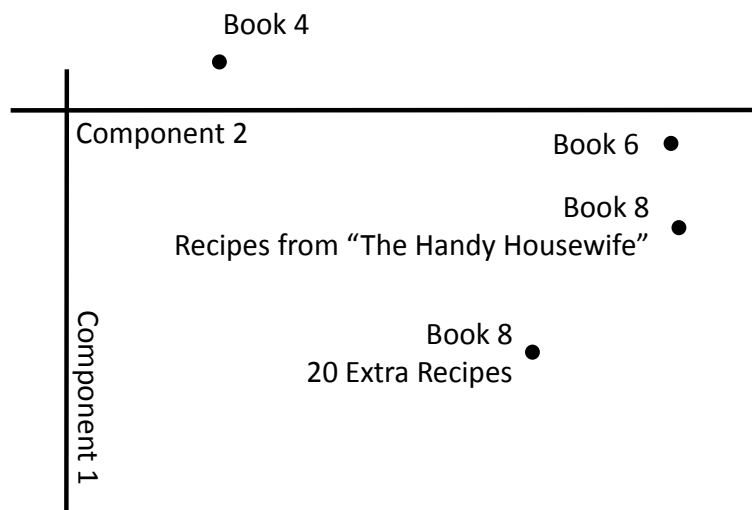 Book 4
Component 2
Book 6
Book 8
Recipes from “The Handy Housewife”
Book 8
20 Extra Recipes
Component 1